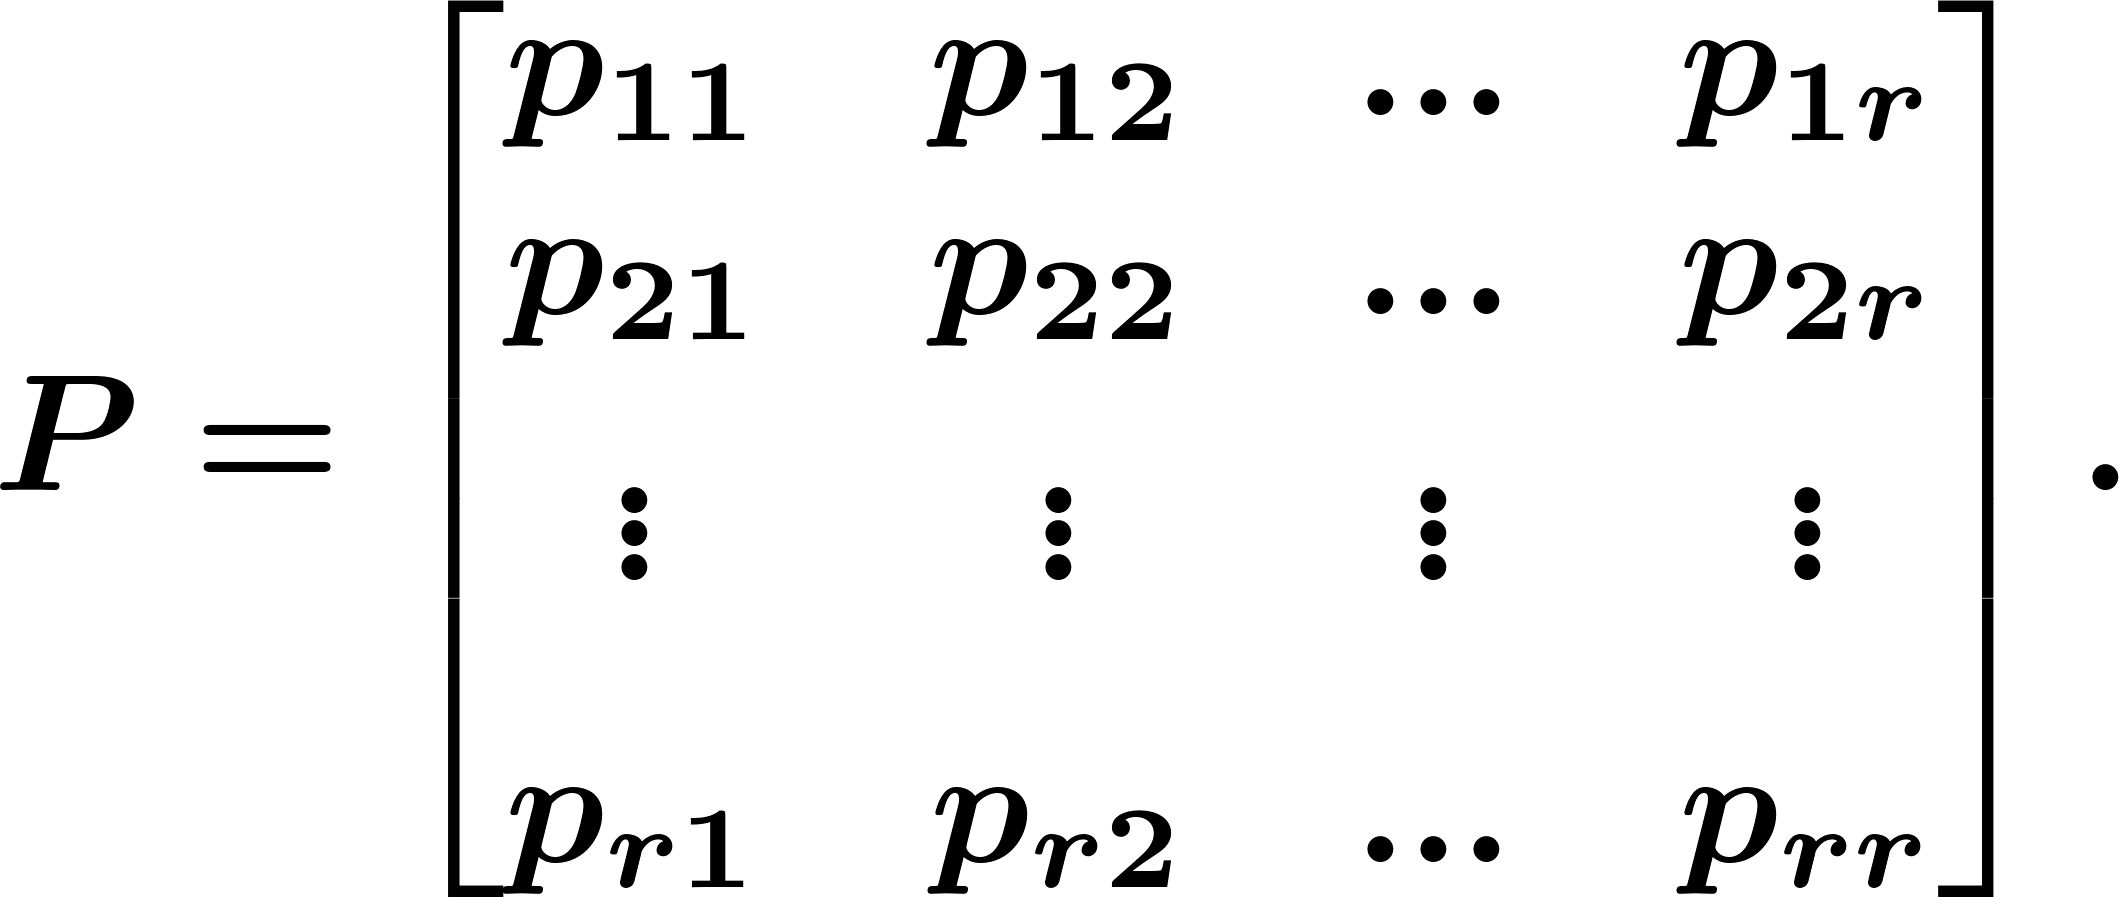 p₁₁ p₁₂ ⋯ p₁ᵣ
p₂₁ p₂₂ ⋯ p₂ᵣ
P = [ ⋮ ⋮ ⋮ ⋮ ] .
pᵣ₁ pᵣ₂ ⋯ pᵣᵣ